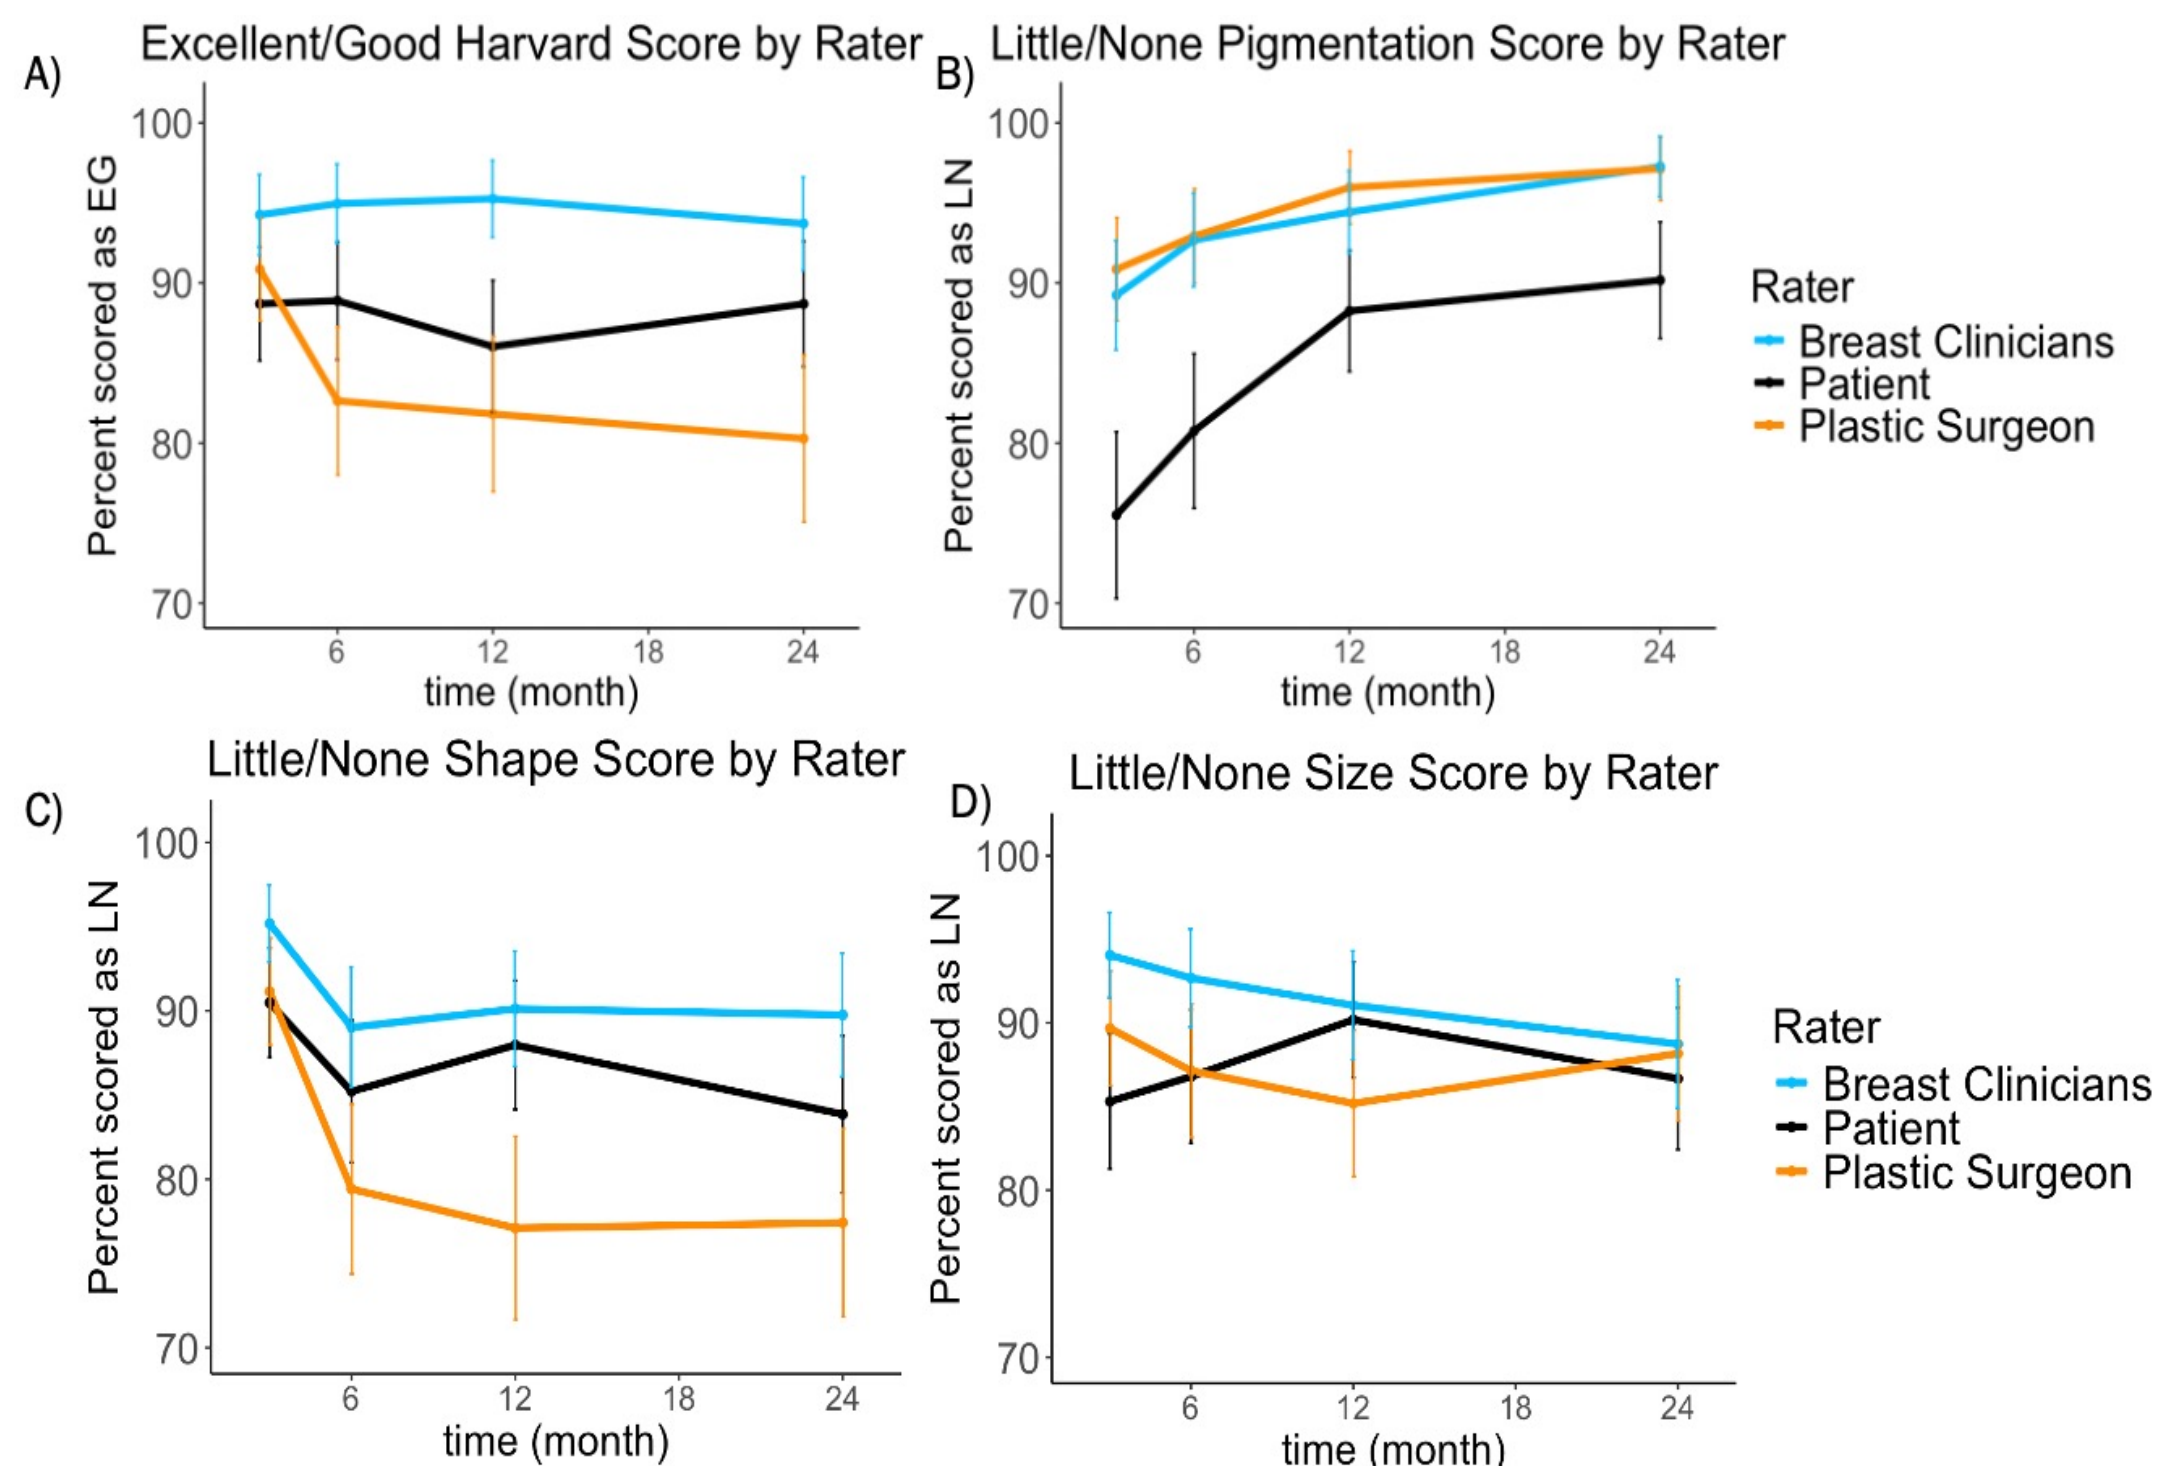 Excellent/Good Harvard Score by Rater
A)
Percent scored as EG
100
90
80
70
6 12 18 24
time (month)
Little/None Pigmentation Score by Rater
B)
Percent scored as LN
100
90
80
70
6 12 18 24
time (month)
Rater
Breast Clinicians
Patient
Plastic Surgeon
Little/None Shape Score by Rater
C)
Percent scored as LN
100
90
80
70
6 12 18 24
time (month)
Little/None Size Score by Rater
D)
Percent scored as LN
100
90
80
70
6 12 18 24
time (month)
Rater
Breast Clinicians
Patient
Plastic Surgeon